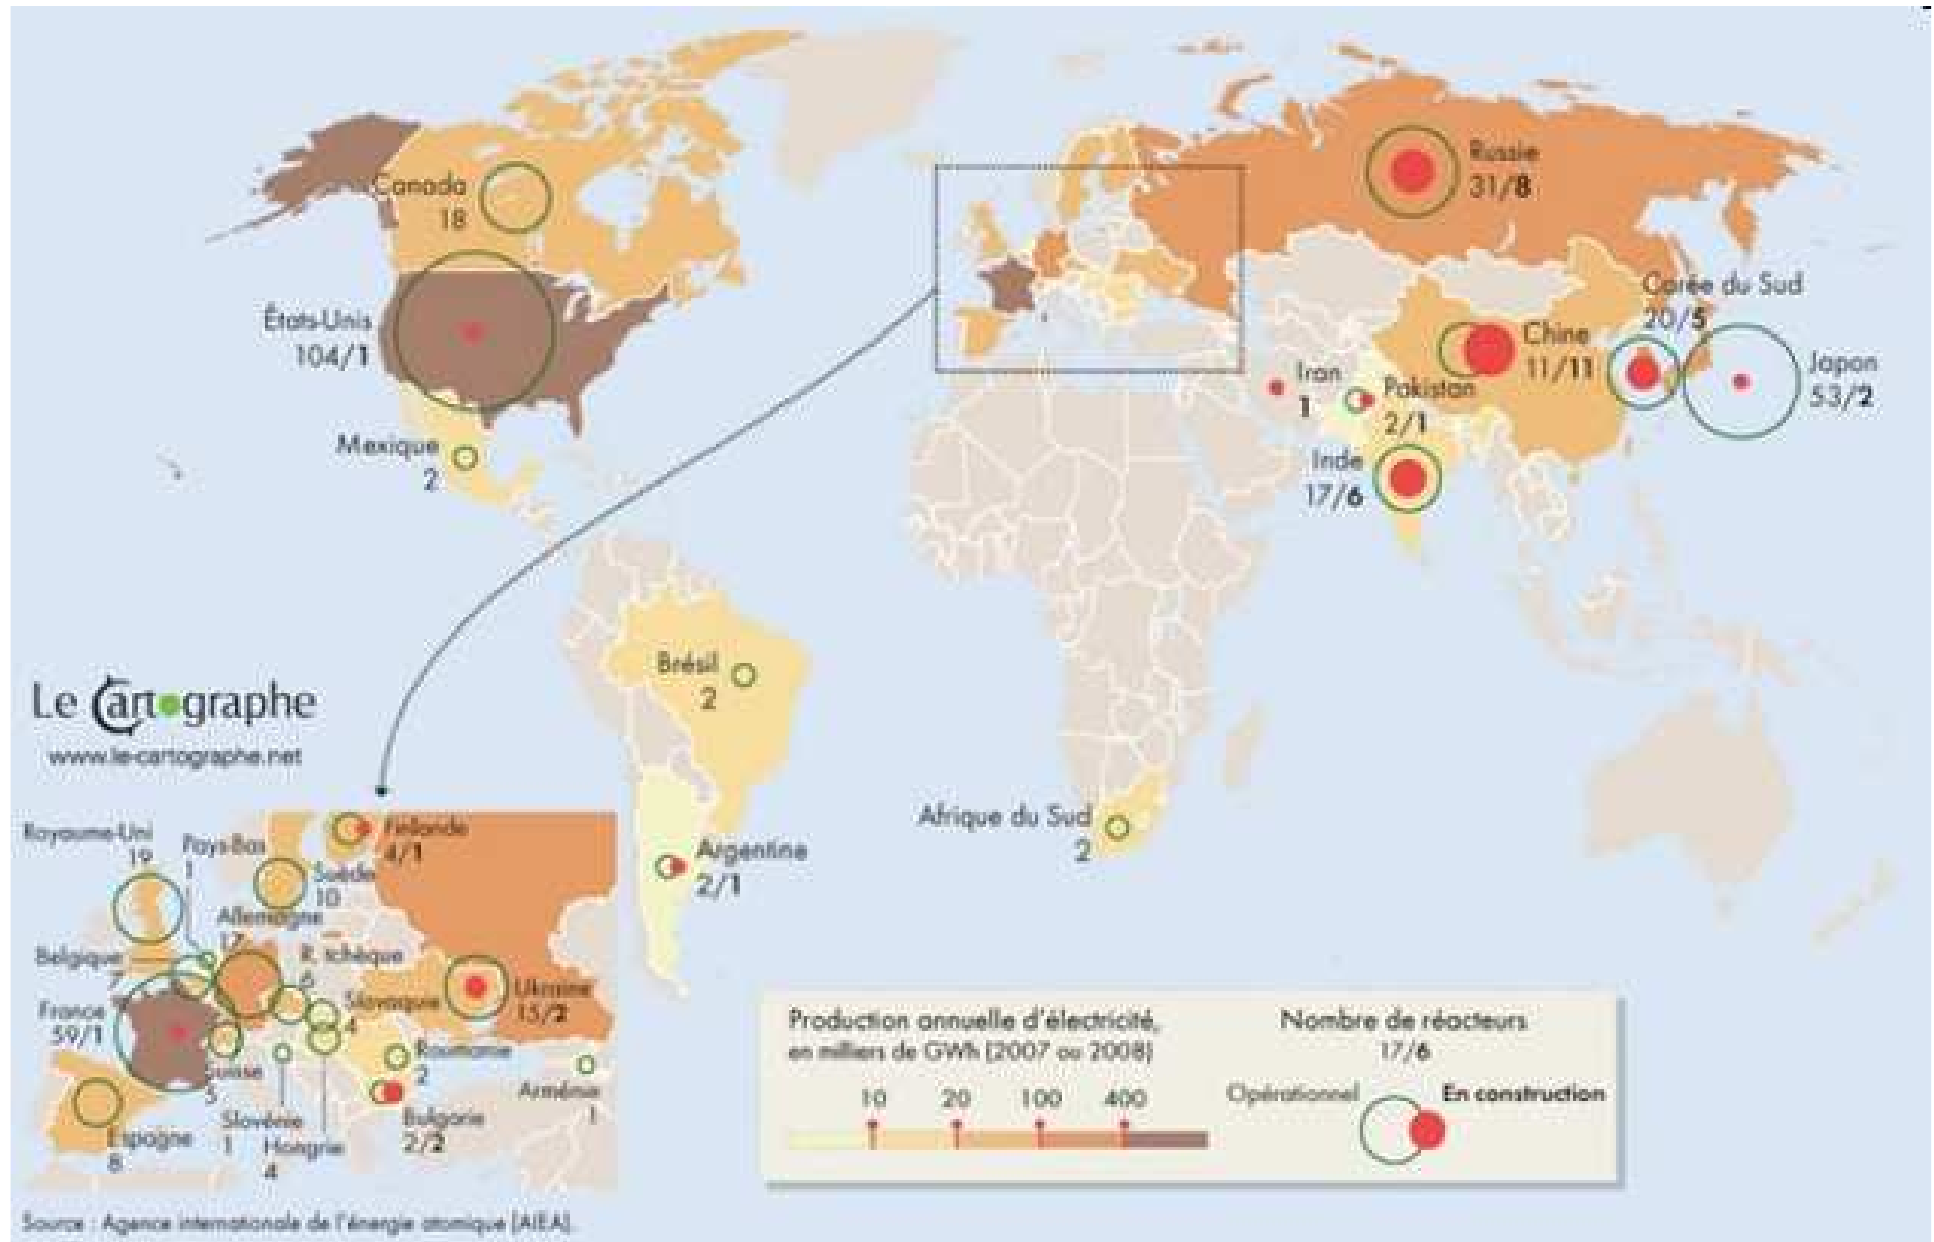 Canada
18
États-Unis
104/1
Mexique
2
Russie
31/8
Corée du Sud
20/5
Chine
11/11
Japon
53/2
Iran
1
Pakistan
2/1
Inde
17/6
Brésil
2
Argentine
2/1
Afrique du Sud
2
Le Cartographe
www.le-cartographe.net
Royaume-Uni
19
Pays-Bas
1
Finlande
4/1
Suède
10
Allemagne
17
Belgique
7
R. tchèque
6
Slovaquie
4
Ukraine
15/2
France
59/1
Suisse
5
Roumanie
2
Arménie
1
Slovénie
1
Hongrie
4
Bulgarie
2/2
Espagne
8
Production annuelle d'électricité,
en milliers de GWh (2007 ou 2008)
10 20 100 400
Nombre de réacteurs
17/6
Opérationnel
En construction
Source : Agence internationale de l'énergie atomique (AIEA).